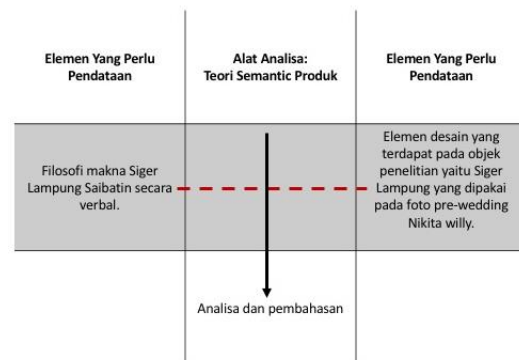 Elemen Yang Perlu
Pendataan
Alat Analisa:
Teori Semantic Produk
Elemen Yang Perlu
Pendataan
Filosofi makna Siger
Lampung Saibatin secara
verbal.
Elemen desain yang
terdapat pada objek
penelitian yaitu Siger
Lampung yang dipakai
pada foto pre-wedding
Nikita willy.
Analisa dan pembahasan